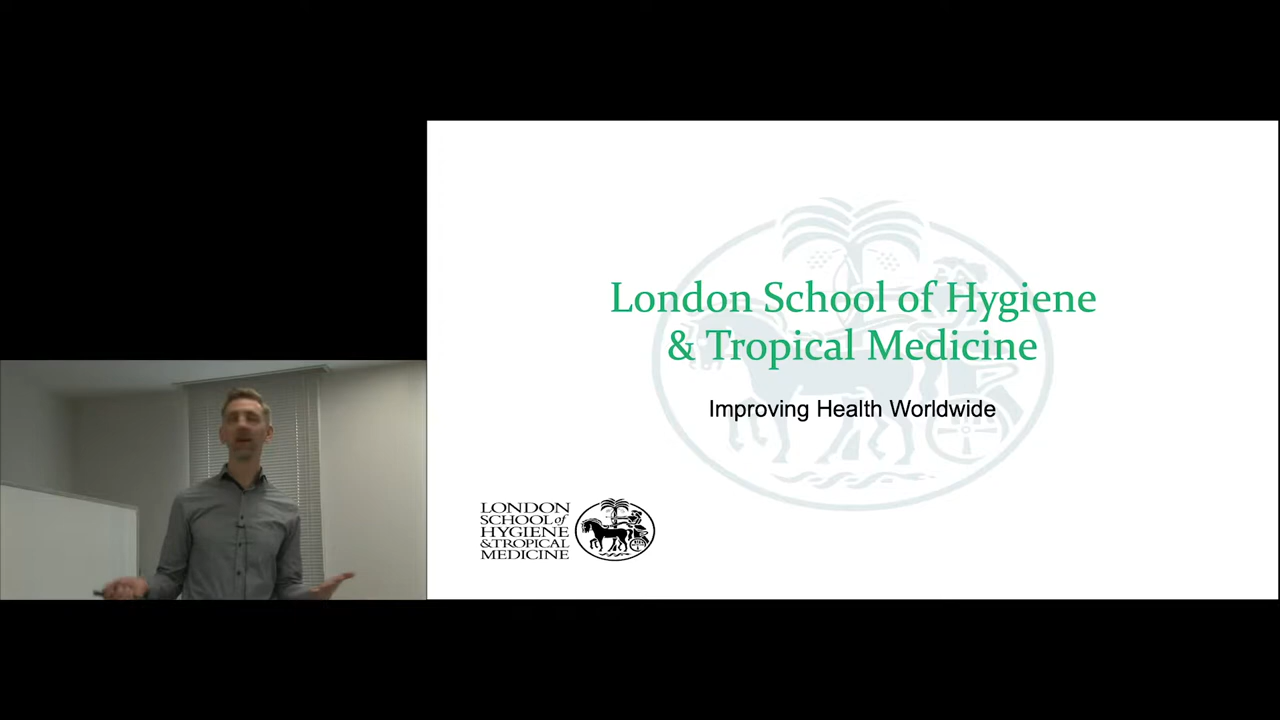 London School of Hygiene
& Tropical Medicine
Improving Health Worldwide
LONDON
SCHOOL of
HYGIENE
&TROPICAL
MEDICINE